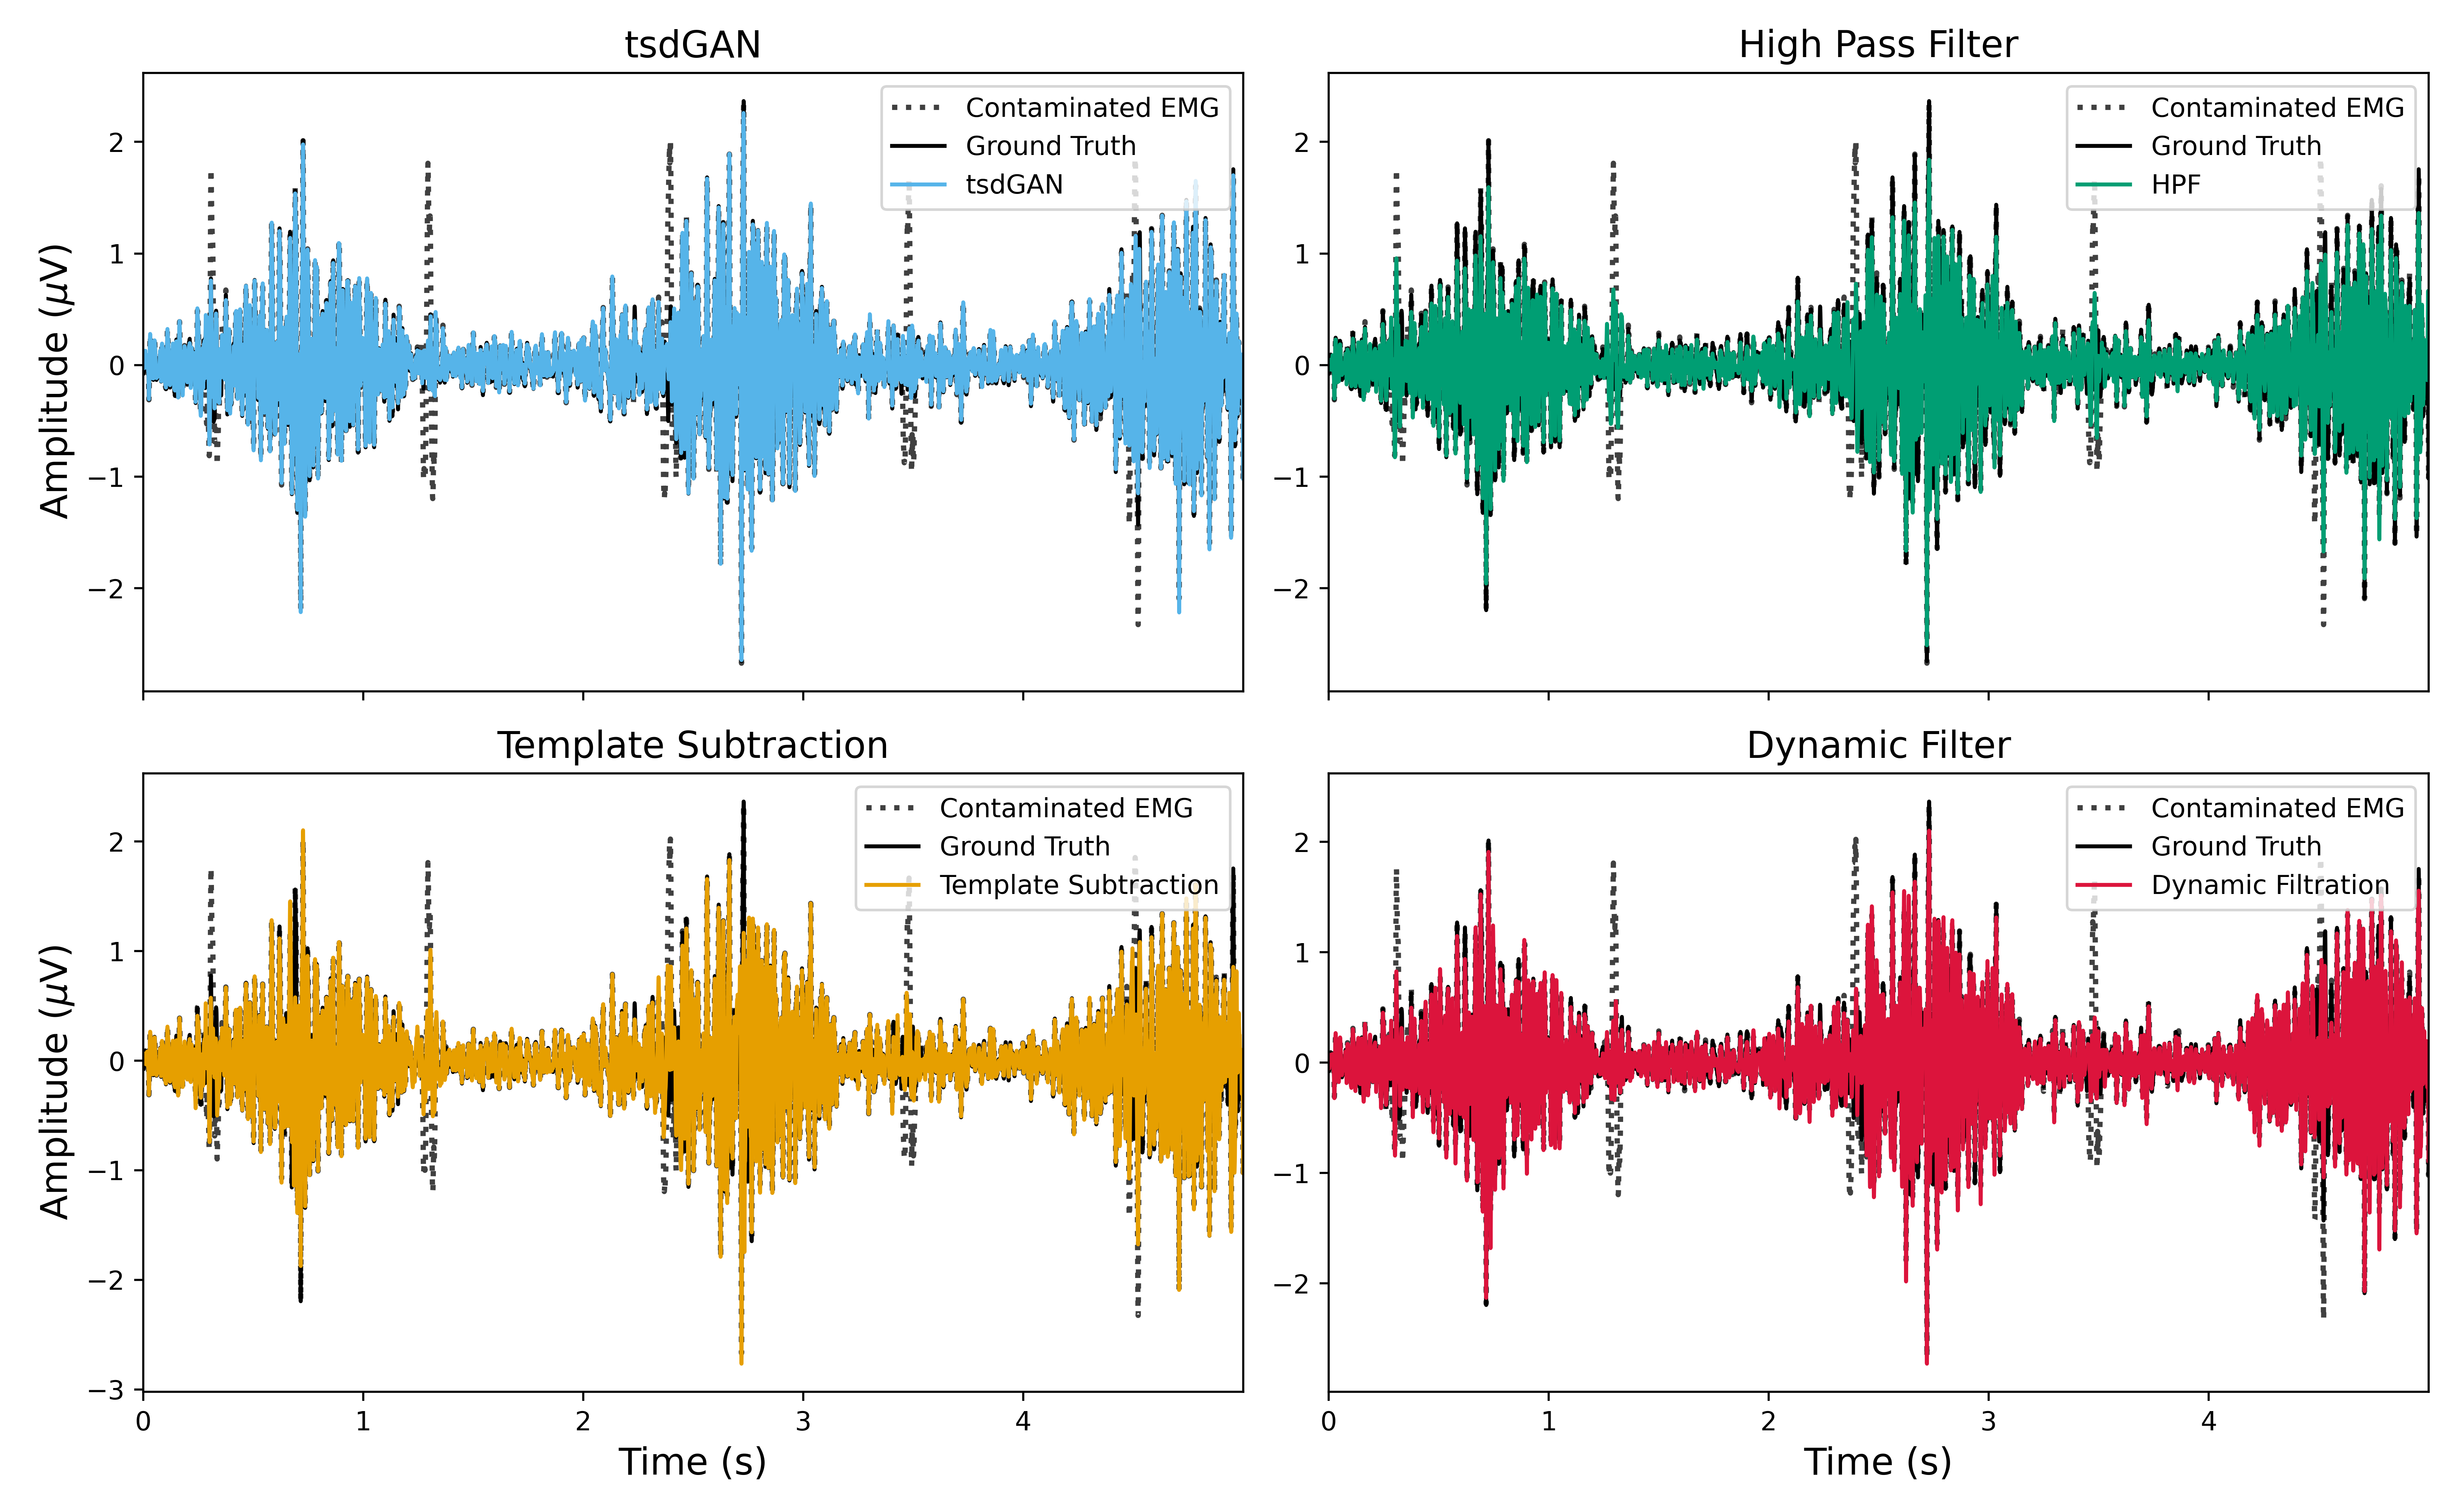 tsdGAN
Contaminated EMG
Ground Truth
tsdGAN
Amplitude (μV)
2
1
0
−1
−2
High Pass Filter
Contaminated EMG
Ground Truth
HPF
2
1
0
−1
−2
Template Subtraction
Contaminated EMG
Ground Truth
Template Subtraction
Amplitude (μV)
2
1
0
−1
−2
−3
0 1 2 3 4
Time (s)
Dynamic Filter
Contaminated EMG
Ground Truth
Dynamic Filtration
2
1
0
−1
−2
0 1 2 3 4
Time (s)